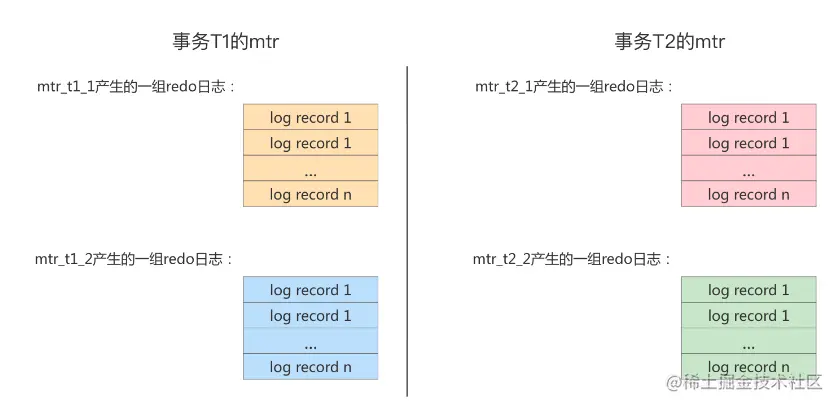 事务T1的mtr
mtr_t1_1产生的一组redo日志：
log record 1
log record 1
...
log record n
mtr_t1_2产生的一组redo日志：
log record 1
log record 1
...
log record n
事务T2的mtr
mtr_t2_1产生的一组redo日志：
log record 1
log record 1
...
log record n
mtr_t2_2产生的一组redo日志：
log record 1
log record 1
...
log record n
@稀土掘金技术社区